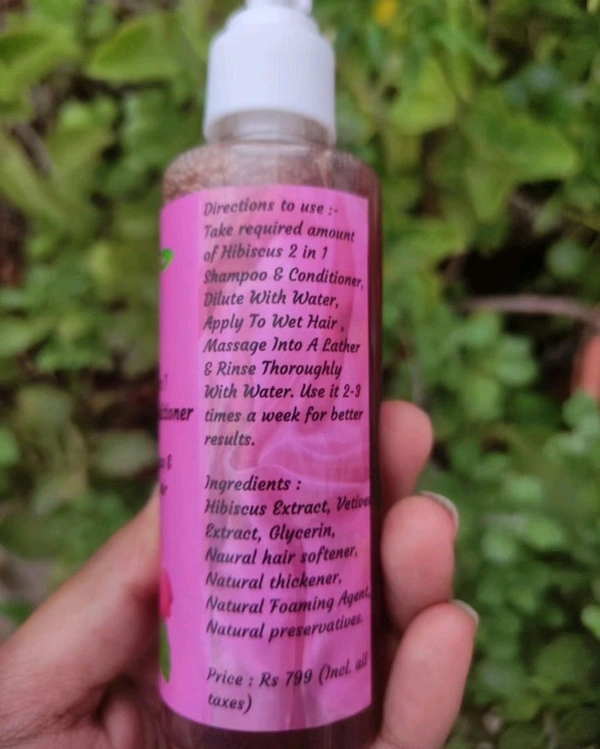 Directions to use :-
Take required amount
of Hibiscus 2 in 1
Shampoo & Conditioner,
Dilute With Water,
Apply To Wet Hair ,
Massage Into A Lather
& Rinse Thoroughly
With Water. Use it 2-3
times a week for better
results.
Ingredients :
Hibiscus Extract,
Extract, Glycerin,
Naural hair softener,
Natural thickener,
Natural Foaming Agent,
Natural preservatives.
Price : Rs 799 (Incl. all
taxes)